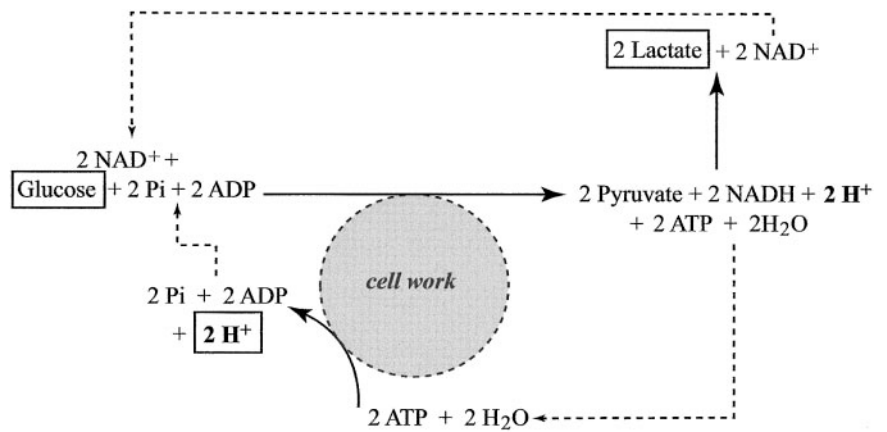 2 Lactate + 2 NAD⁺
2 NAD⁺ +
Glucose + 2 Pi + 2 ADP
2 Pyruvate + 2 NADH + 2 H⁺
+ 2 ATP + 2H₂O
cell work
2 Pi + 2 ADP
+ 2 H⁺
2 ATP + 2 H₂O